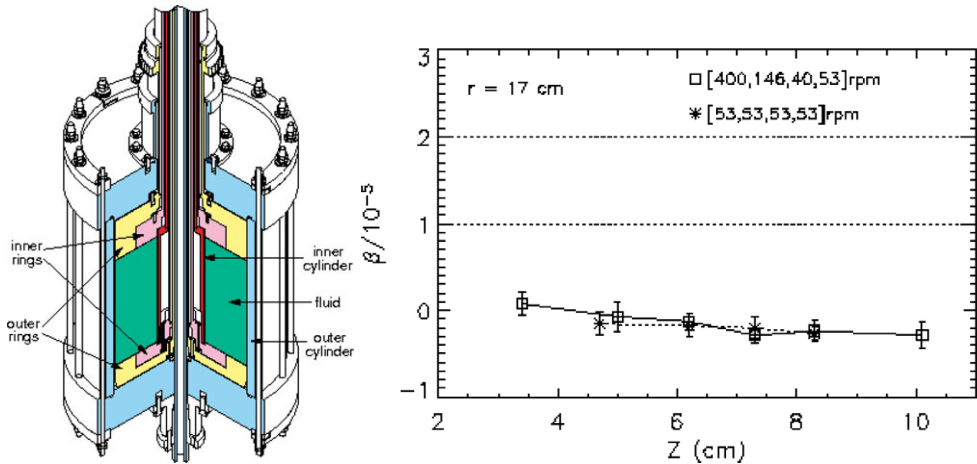 inner
rings
outer
rings
inner
cylinder
fluid
outer
cylinder
r = 17 cm
[400,146,40,53]rpm
[53,53,53,53]rpm
3
2
1
0
-1
β/10⁻⁵
2
4
6
8
10
Z (cm)